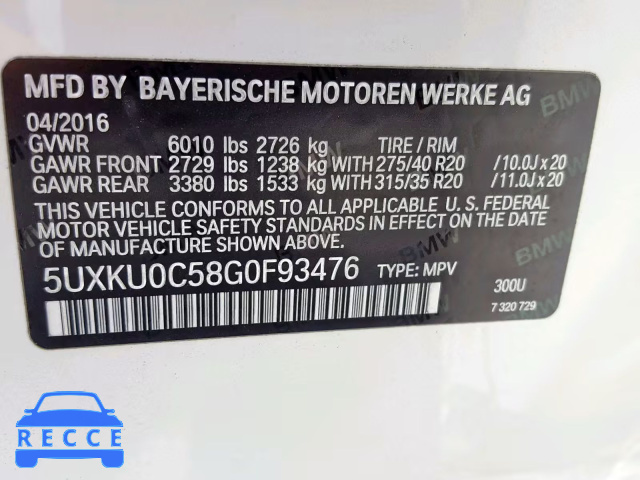 MFD BY BAYERISCHE MOTOREN WERKE AG
04/2016
GVWR 6010 lbs 2726 kg TIRE / RIM
GAWR FRONT 2729 lbs 1238 kg WITH 275/40 R20 / 10.0J x 20
GAWR REAR 3380 lbs 1533 kg WITH 315/35 R20 / 11.0J x 20
THIS VEHICLE CONFORMS TO ALL APPLICABLE U. S. FEDERAL
MOTOR VEHICLE SAFETY STANDARDS IN EFFECT ON THE DATE
OF MANUFACTURE SHOWN ABOVE.
5UXKU0C58G0F93476 TYPE: MPV 300U
7 320 729
RECCE